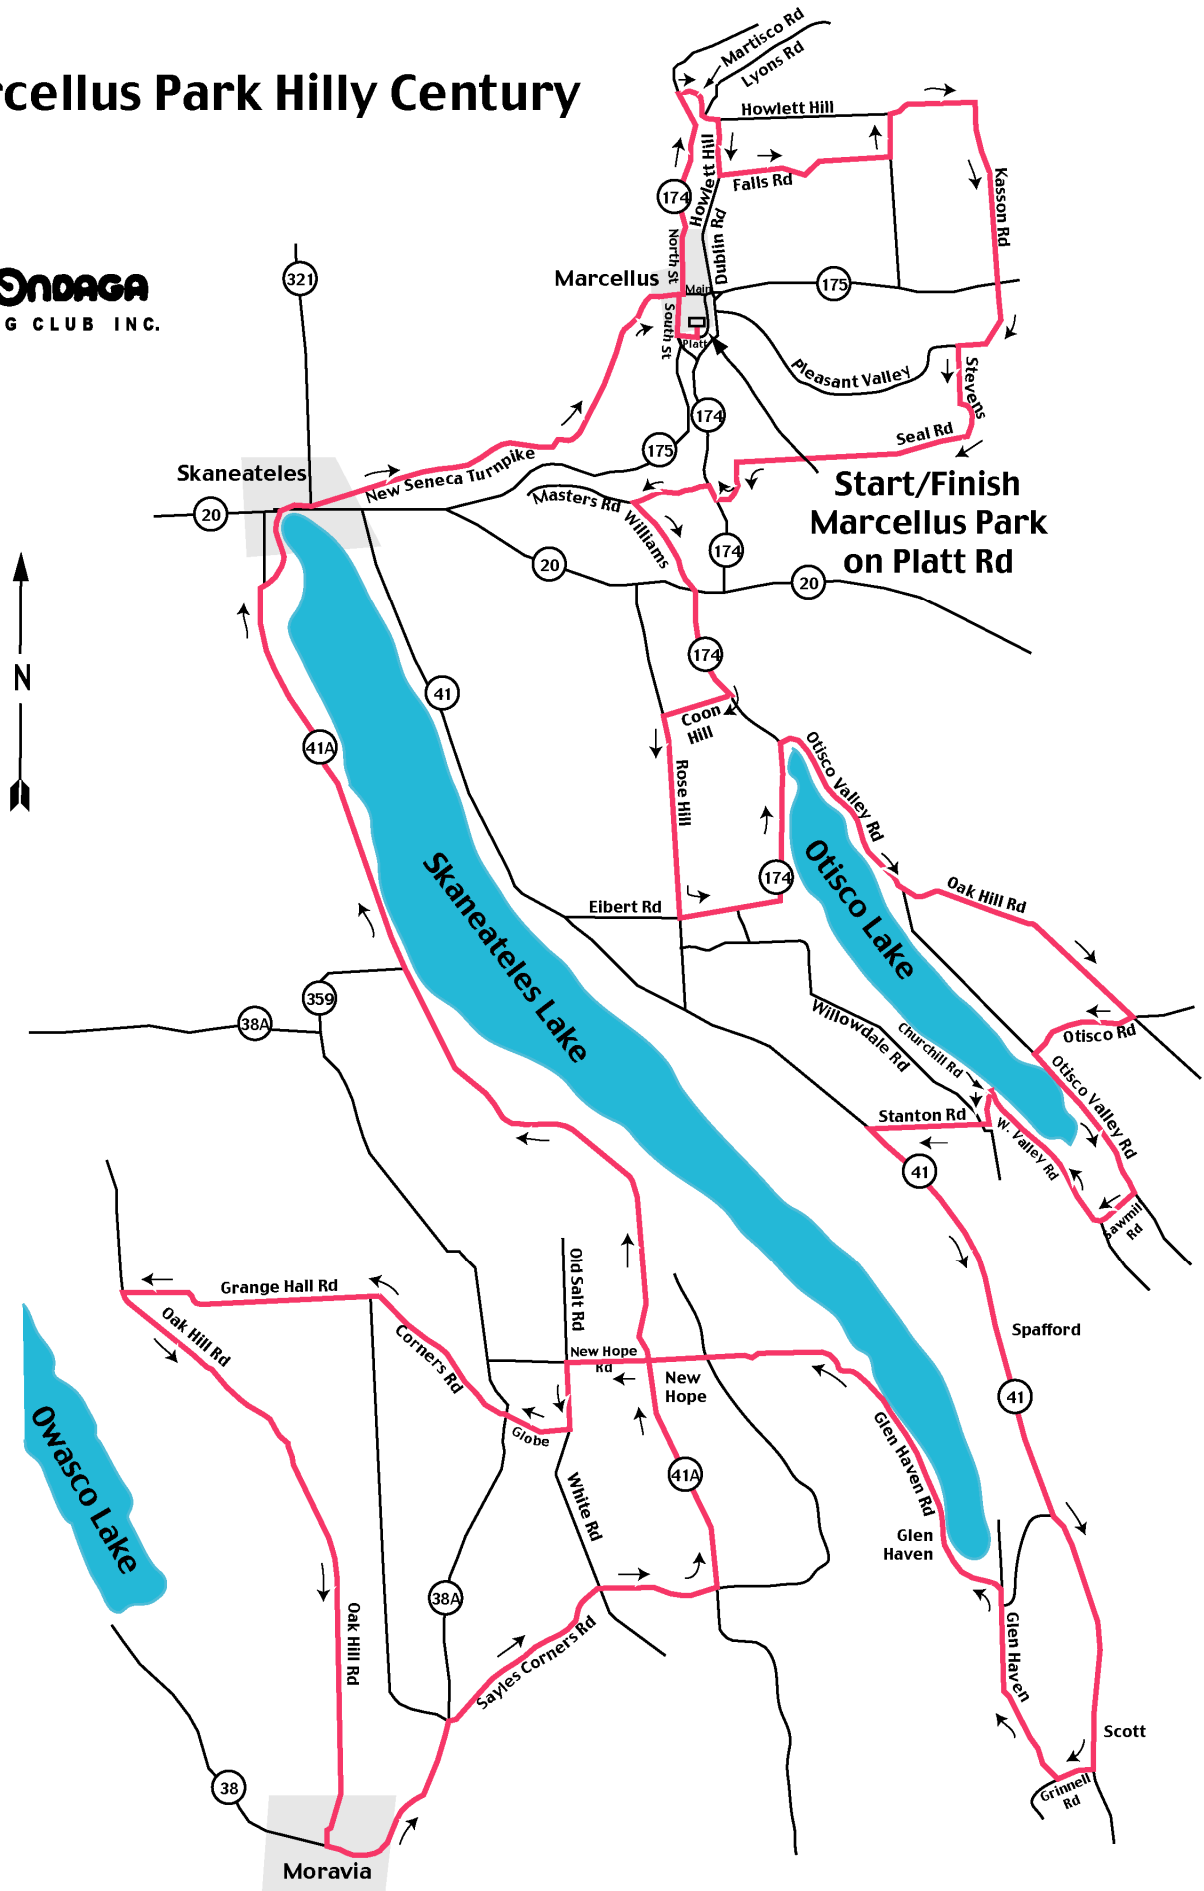 Martisco Rd
Lyons Rd
rcellus Park Hilly Century
Howlett Hill
Howlett Hill
Falls Rd
Kasson Rd
174
Dublin Rd
North St
ONDAGA
G CLUB INC.
321
Marcellus
Main
175
South St
Platt
Pleasant Valley
Stevens
174
Seal Rd
175
Skaneateles
New Seneca Turnpike
Masters Rd
Williams
Start/Finish
Marcellus Park
on Platt Rd
20
20
174
20
N
174
41
Coon
Hill
41A
Rose Hill
Otisco Valley Rd
Skaneateles Lake
Otisco Lake
174
Oak Hill Rd
Eibert Rd
359
38A
Willowdale Rd
Churchill Rd
Otisco Rd
Otisco Valley Rd
Stanton Rd
W. Valley Rd
41
Sawmill
Rd
Old Salt Rd
Grange Hall Rd
Oak Hill Rd
Corners Rd
New Hope
Rd
New
Hope
Spafford
41
Globe
Glen Haven Rd
Owasco Lake
41A
White Rd
Glen
Haven
38A
Oak Hill Rd
Sayles Corners Rd
Glen Haven
Scott
38
Grinnell
Rd
Moravia